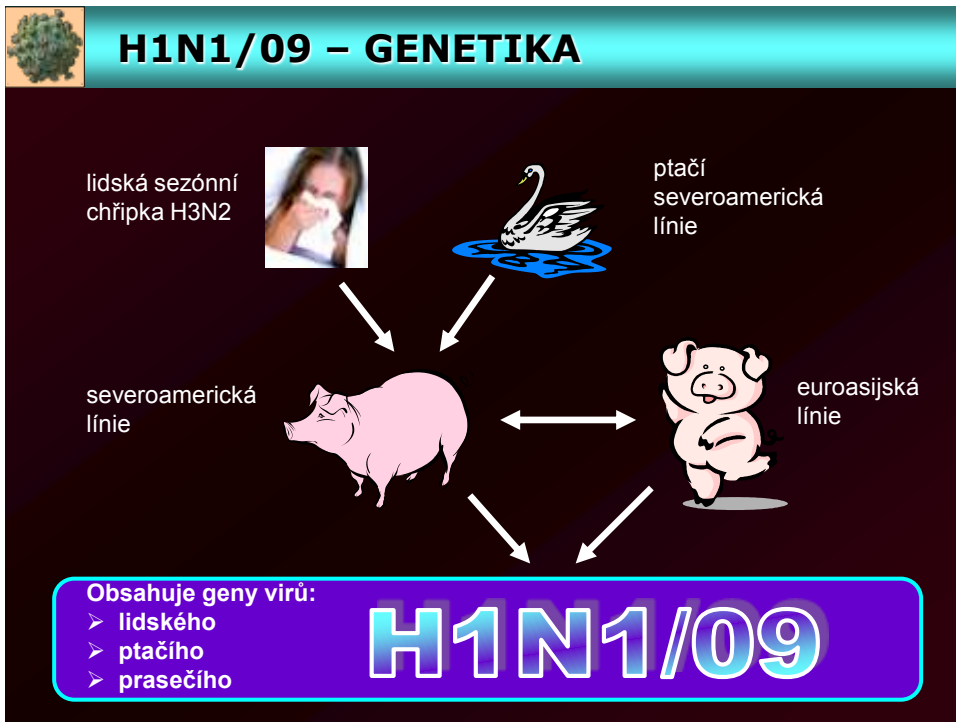 H1N1/09 – GENETIKA
lidská sezónní
chřipka H3N2
ptačí
severoamerická
línie
severoamerická
línie
euroasijská
línie
Obsahuje geny virů:
➢ lidského
➢ ptačího
➢ prasečího
H1N1/09